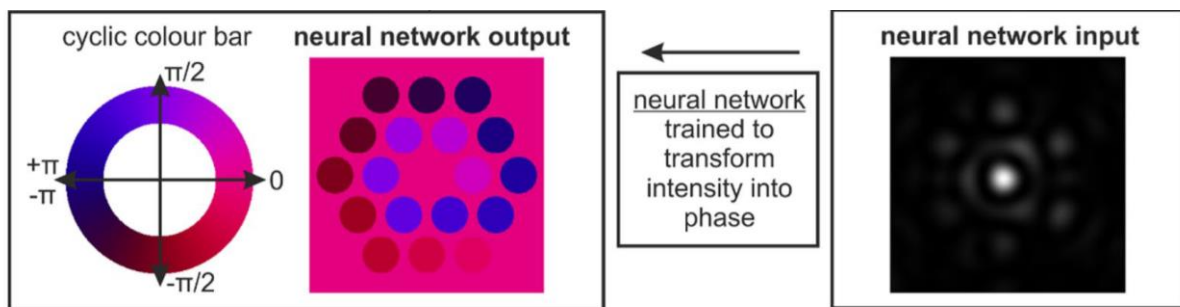 cyclic colour bar
π/2
+π
-π
0
-π/2
neural network output
neural network
trained to
transform
intensity into
phase
neural network input